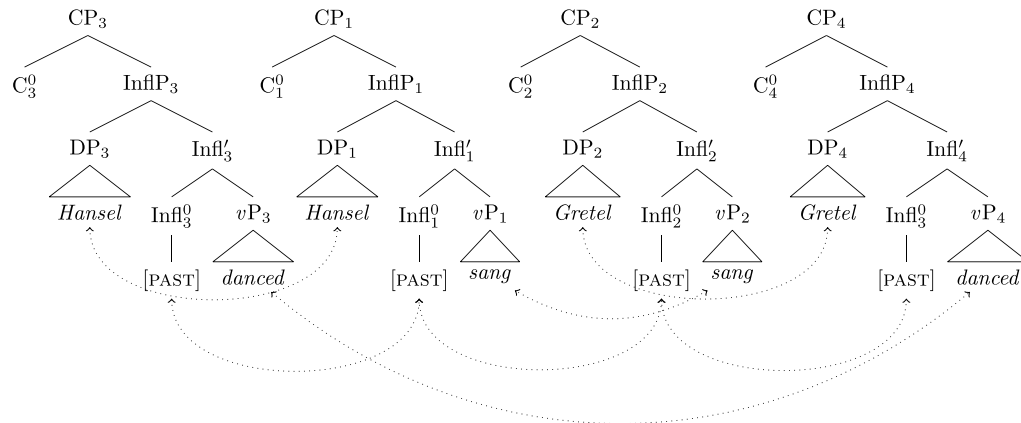 CP₃ CP₁ CP₂ CP₄
C⁰₃ InflP₃ C⁰₁ InflP₁ C⁰₂ InflP₂ C⁰₄ InflP₄
DP₃ Infl′₃ DP₁ Infl′₁ DP₂ Infl′₂ DP₄ Infl′₄
Hansel Infl⁰₃ vP₃ Hansel Infl⁰₁ vP₁ Gretel Infl⁰₂ vP₂ Gretel Infl⁰₃ vP₄
[PAST] danced [PAST] sang [PAST] sang [PAST] danced